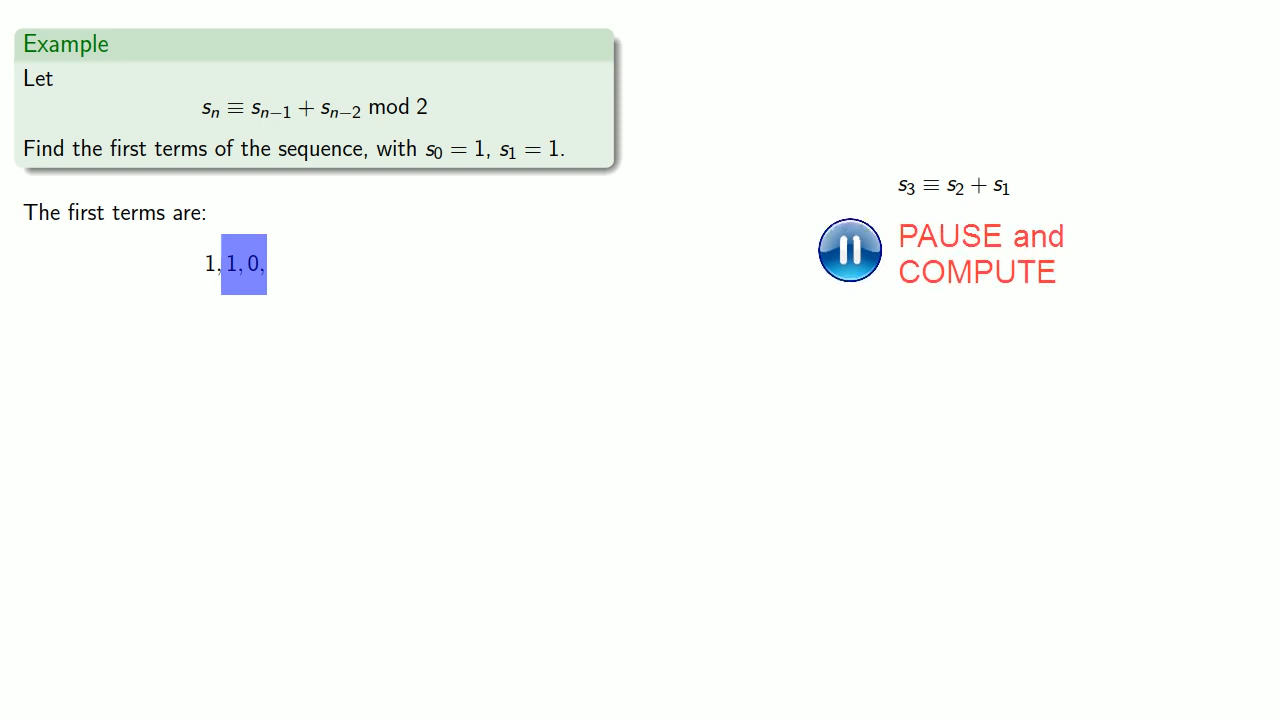 Example
Let
sₙ ≡ sₙ₋₁ + sₙ₋₂ mod 2
Find the first terms of the sequence, with s₀ = 1, s₁ = 1.
The first terms are:
1, 1, 0,
s₃ ≡ s₂ + s₁
PAUSE and
COMPUTE